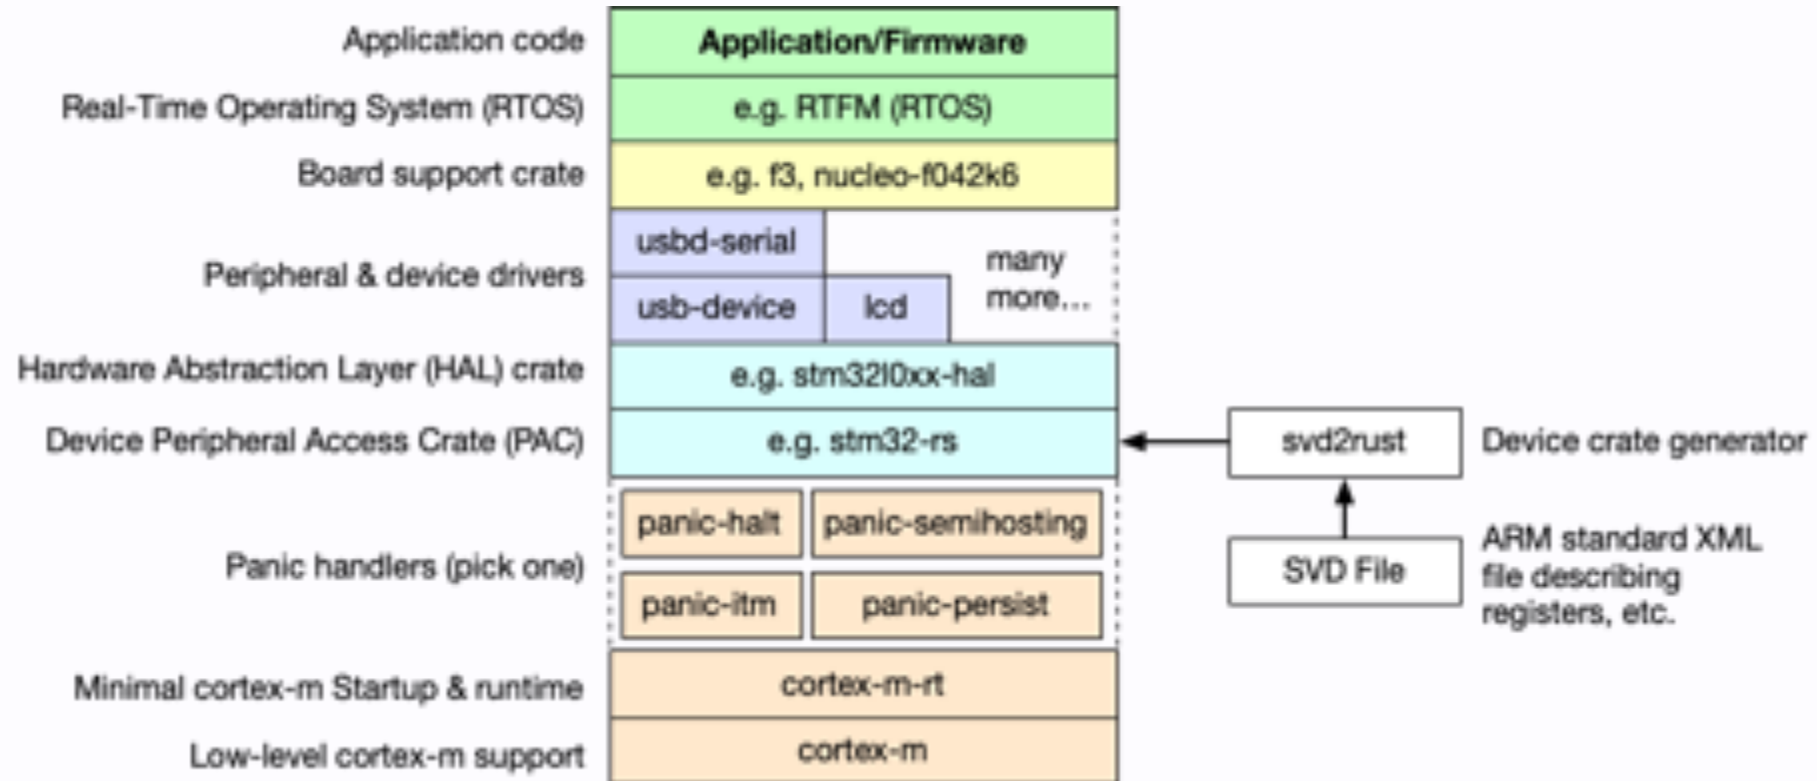 Application code
Application/Firmware
Real-Time Operating System (RTOS)
e.g. RTFM (RTOS)
Board support crate
e.g. f3, nucleo-f042k6
Peripheral & device drivers
usbd-serial
usb-device
lcd
many
more...
Hardware Abstraction Layer (HAL) crate
e.g. stm32l0xx-hal
Device Peripheral Access Crate (PAC)
e.g. stm32-rs
svd2rust
Device crate generator
Panic handlers (pick one)
panic-halt
panic-semihosting
panic-itm
panic-persist
SVD File
ARM standard XML
file describing
registers, etc.
Minimal cortex-m Startup & runtime
cortex-m-rt
Low-level cortex-m support
cortex-m